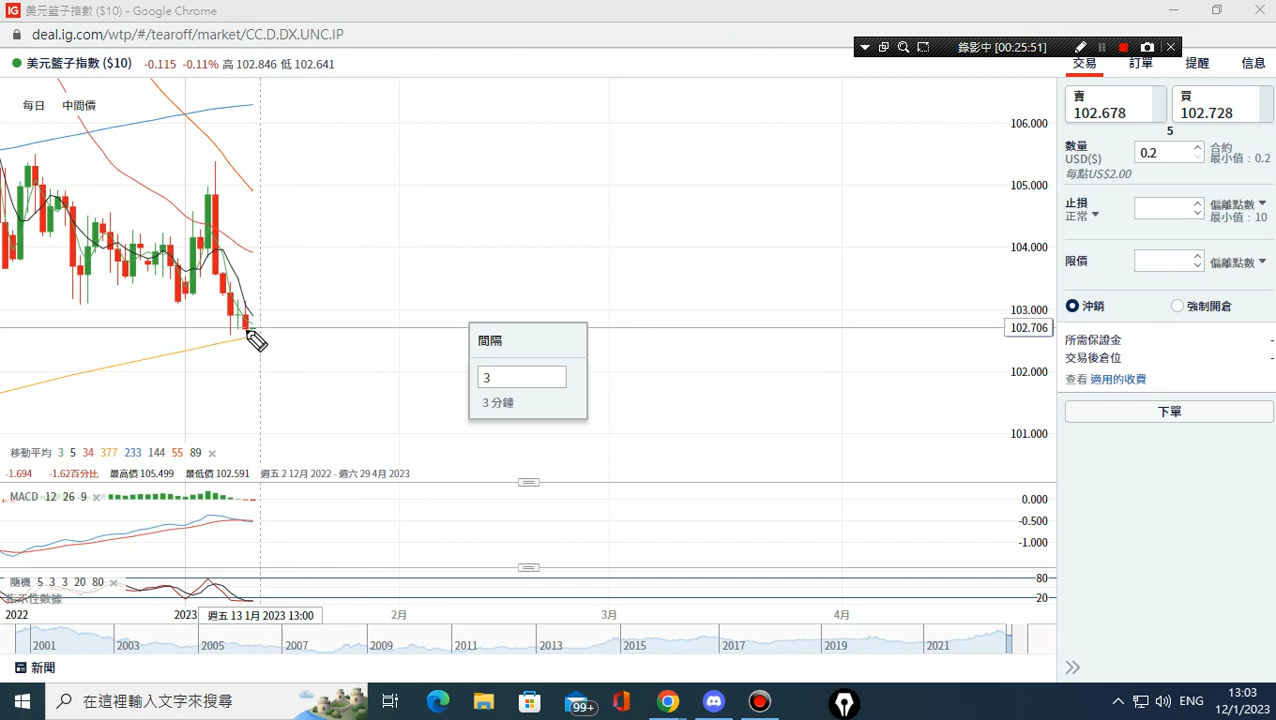 IG 美元籃子指數 ($10) - Google Chrome
deal.ig.com/wtp/#/tearoff/market/CC.D.DX.UNC.IP
錄影中 [00:25:51]
美元籃子指數 ($10) -0.115 -0.11% 高 102.846 低 102.641
交易 訂單 提醒 信息
每日 中間價
賣 買
102.678 102.728
5
數量 合約
USD($) 0.2 最小值 : 0.2
每點US$2.00
止損 偏離點數
正常 最小值 : 10
限價 偏離點數
沖銷 強制開倉
所需保證金 -
交易後倉位 -
查看 適用的收費
下單
106.000
105.000
104.000
103.000
102.706
102.000
101.000
間隔
3
3 分鐘
移動平均 3 5 34 377 233 144 55 89
-1.694 -1.62百分比 最高價 105.499 最低價 102.591 週五 2 12月 2022 - 週六 29 4月 2023
MACD 12 26 9
0.000
-0.500
-1.000
隨機 5 3 3 20 80
80
20
指示性數據
2022 2023 週五 13 1月 2023 13:00 2月 3月 4月
2001 2003 2005 2007 2009 2011 2013 2015 2017 2019 2021
新聞
在這裡輸入文字來搜尋
99+
ENG
13:03
12/1/2023